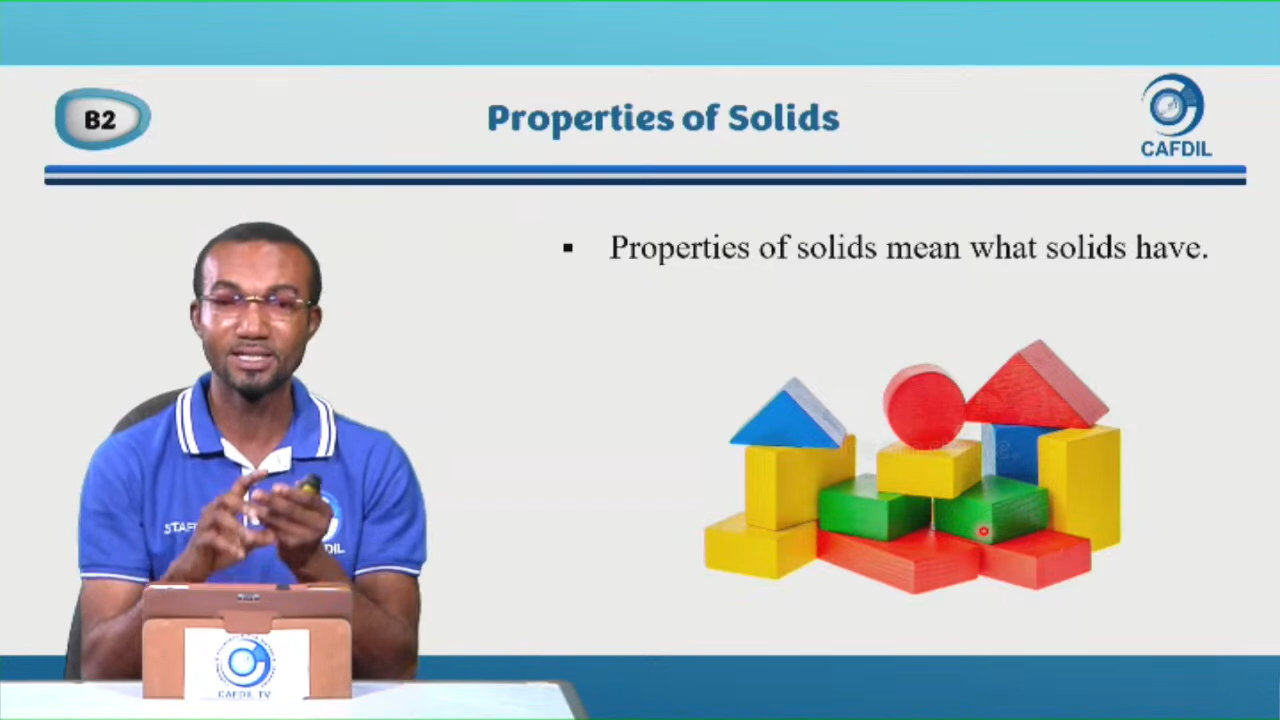 B2
Properties of Solids
CAFDIL
▪ Properties of solids mean what solids have.
CAFDIL TV